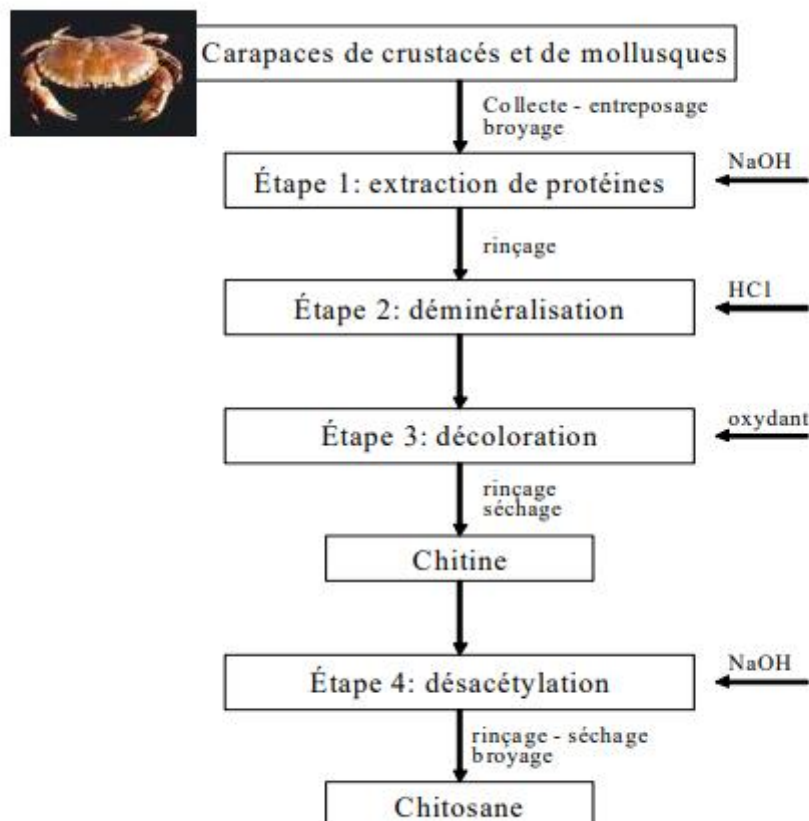 Carapaces de crustacés et de mollusques
Collecte - entreposage
broyage
NaOH
Étape 1: extraction de protéines
rinçage
HCl
Étape 2: déminéralisation
oxydant
Étape 3: décoloration
rinçage
séchage
Chitine
NaOH
Étape 4: désacétylation
rinçage - séchage
broyage
Chitosane